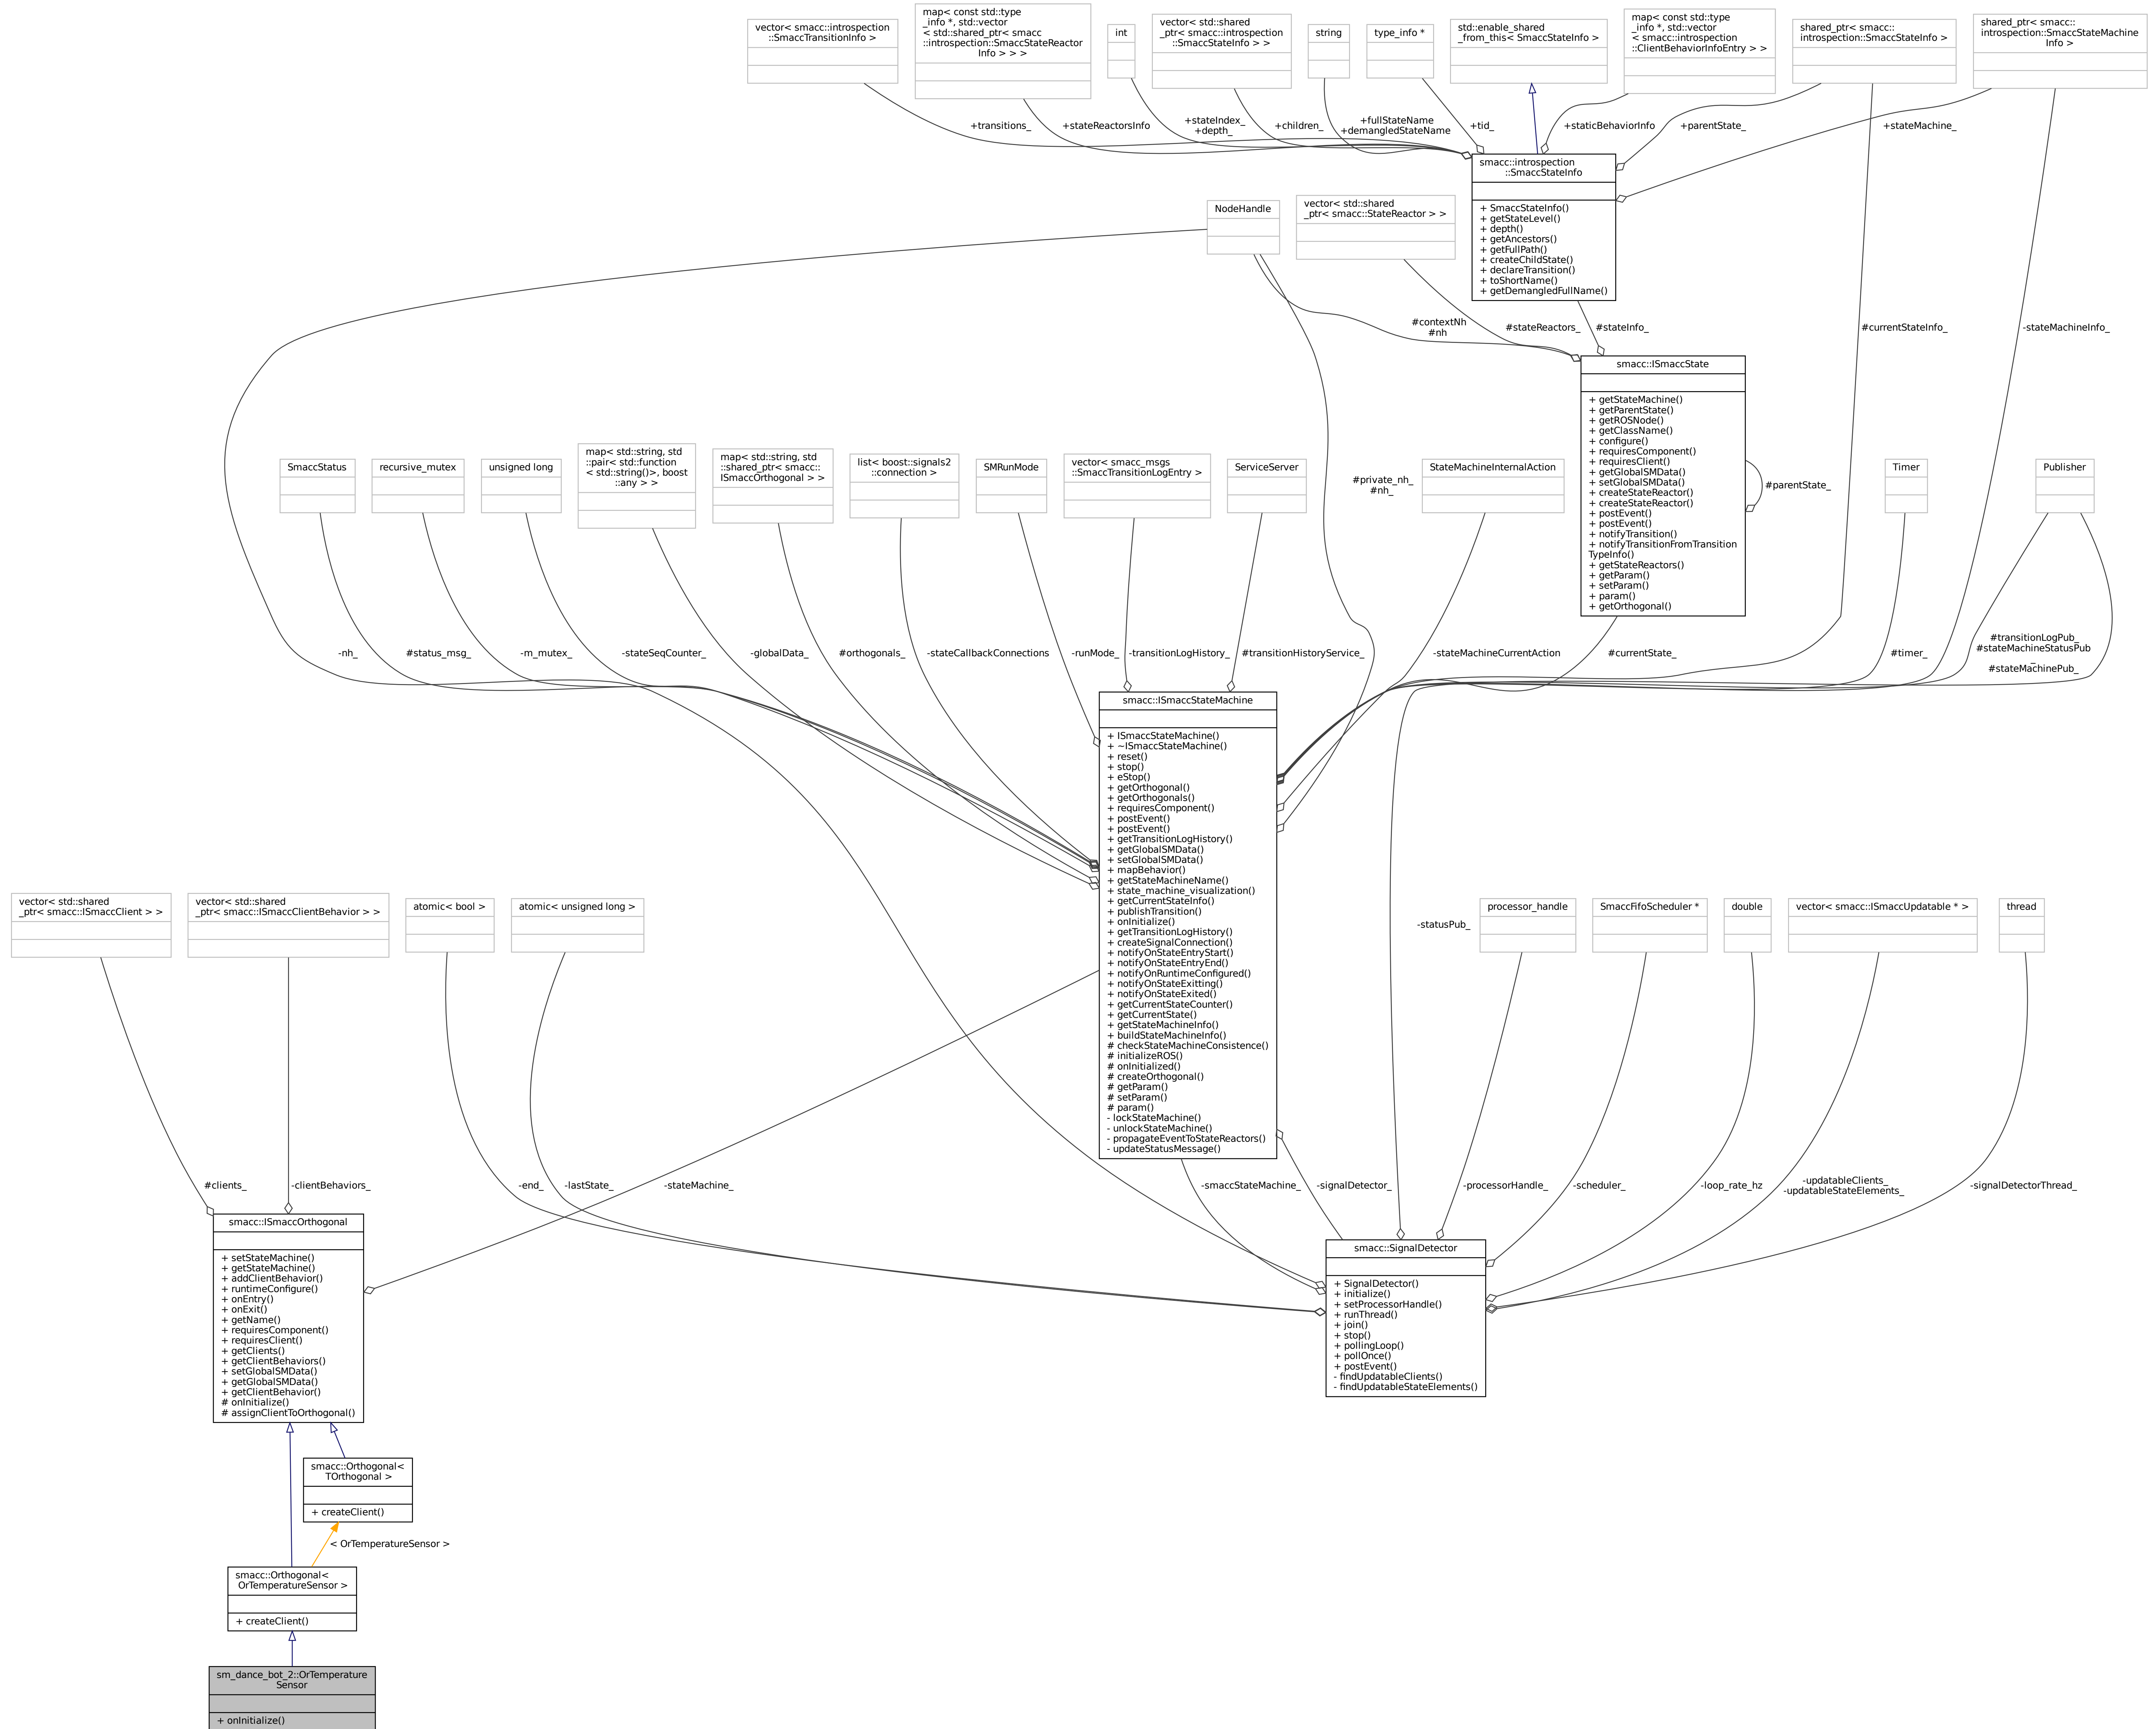 vector< smacc::introspection
::SmaccTransitionInfo >
map< const std::type
_info *, std::vector
< std::shared_ptr< smacc
::introspection::SmaccStateReactor
Info > > >
int
vector< std::shared
_ptr< smacc::introspection
::SmaccStateInfo > >
string
type_info *
std::enable_shared
_from_this< SmaccStateInfo >
map< const std::type
_info *, std::vector
< smacc::introspection
::ClientBehaviorInfoEntry > >
shared_ptr< smacc::
introspection::SmaccStateInfo >
shared_ptr< smacc::
introspection::SmaccStateMachine
Info >
+transitions_
+stateReactorsInfo
+stateIndex_
+depth_
+children_
+fullStateName
+demangledStateName
+tid_
+staticBehaviorInfo
+parentState_
+stateMachine_
smacc::introspection
::SmaccStateInfo
+ SmaccStateInfo()
+ getStateLevel()
+ depth()
+ getAncestors()
+ getFullPath()
+ createChildState()
+ declareTransition()
+ toShortName()
+ getDemangledFullName()
NodeHandle
vector< std::shared
_ptr< smacc::StateReactor > >
#contextNh
#nh
#stateReactors_
#stateInfo_
#currentStateInfo_
-stateMachineInfo_
smacc::ISmaccState
+ getStateMachine()
+ getParentState()
+ getROSNode()
+ getClassName()
+ configure()
+ requiresComponent()
+ requiresClient()
+ getGlobalSMData()
+ setGlobalSMData()
+ createStateReactor()
+ createStateReactor()
+ postEvent()
+ postEvent()
+ notifyTransition()
+ notifyTransitionFromTransition
TypeInfo()
+ getStateReactors()
+ getParam()
+ setParam()
+ param()
+ getOrthogonal()
#parentState_
SmaccStatus
recursive_mutex
unsigned long
map< std::string, std
::pair< std::function
< std::string()>, boost
::any > >
map< std::string, std
::shared_ptr< smacc::
ISmaccOrthogonal > >
list< boost::signals2
::connection >
SMRunMode
vector< smacc_msgs
::SmaccTransitionLogEntry >
ServiceServer
#private_nh_
#nh_
StateMachineInternalAction
Timer
Publisher
-nh_
#status_msg_
-m_mutex_
-stateSeqCounter_
-globalData_
#orthogonals_
-stateCallbackConnections
-runMode_
-transitionLogHistory_
#transitionHistoryService_
-stateMachineCurrentAction
#currentState_
#timer_
#transitionLogPub_
#stateMachineStatusPub
_
#stateMachinePub_
smacc::ISmaccStateMachine
+ ISmaccStateMachine()
+ ~ISmaccStateMachine()
+ reset()
+ stop()
+ eStop()
+ getOrthogonal()
+ getOrthogonals()
+ requiresComponent()
+ postEvent()
+ postEvent()
+ getTransitionLogHistory()
+ getGlobalSMData()
+ setGlobalSMData()
+ mapBehavior()
+ getStateMachineName()
+ state_machine_visualization()
+ getCurrentStateInfo()
+ publishTransition()
+ onInitialize()
+ getTransitionLogHistory()
+ createSignalConnection()
+ notifyOnStateEntryStart()
+ notifyOnStateEntryEnd()
+ notifyOnRuntimeConfigured()
+ notifyOnStateExitting()
+ notifyOnStateExited()
+ getCurrentStateCounter()
+ getCurrentState()
+ getStateMachineInfo()
+ buildStateMachineInfo()
# checkStateMachineConsistence()
# initializeROS()
# onInitialized()
# createOrthogonal()
# getParam()
# setParam()
# param()
- lockStateMachine()
- unlockStateMachine()
- propagateEventToStateReactors()
- updateStatusMessage()
vector< std::shared
_ptr< smacc::ISmaccClient > >
vector< std::shared
_ptr< smacc::ISmaccClientBehavior > >
atomic< bool >
atomic< unsigned long >
-statusPub_
processor_handle
SmaccFifoScheduler *
double
vector< smacc::ISmaccUpdatable * >
thread
#clients_
-clientBehaviors_
-end_
-lastState_
-stateMachine_
-smaccStateMachine_
-signalDetector_
-processorHandle_
-scheduler_
-loop_rate_hz
-updatableClients_
-updatableStateElements_
-signalDetectorThread_
smacc::ISmaccOrthogonal
+ setStateMachine()
+ getStateMachine()
+ addClientBehavior()
+ runtimeConfigure()
+ onEntry()
+ onExit()
+ getName()
+ requiresComponent()
+ requiresClient()
+ getClients()
+ getClientBehaviors()
+ setGlobalSMData()
+ getGlobalSMData()
+ getClientBehavior()
# onInitialize()
# assignClientToOrthogonal()
smacc::SignalDetector
+ SignalDetector()
+ initialize()
+ setProcessorHandle()
+ runThread()
+ join()
+ stop()
+ pollingLoop()
+ pollOnce()
+ postEvent()
- findUpdatableClients()
- findUpdatableStateElements()
smacc::Orthogonal<
TOrthogonal >
+ createClient()
< OrTemperatureSensor >
smacc::Orthogonal<
OrTemperatureSensor >
+ createClient()
sm_dance_bot_2::OrTemperature
Sensor
+ onInitialize()